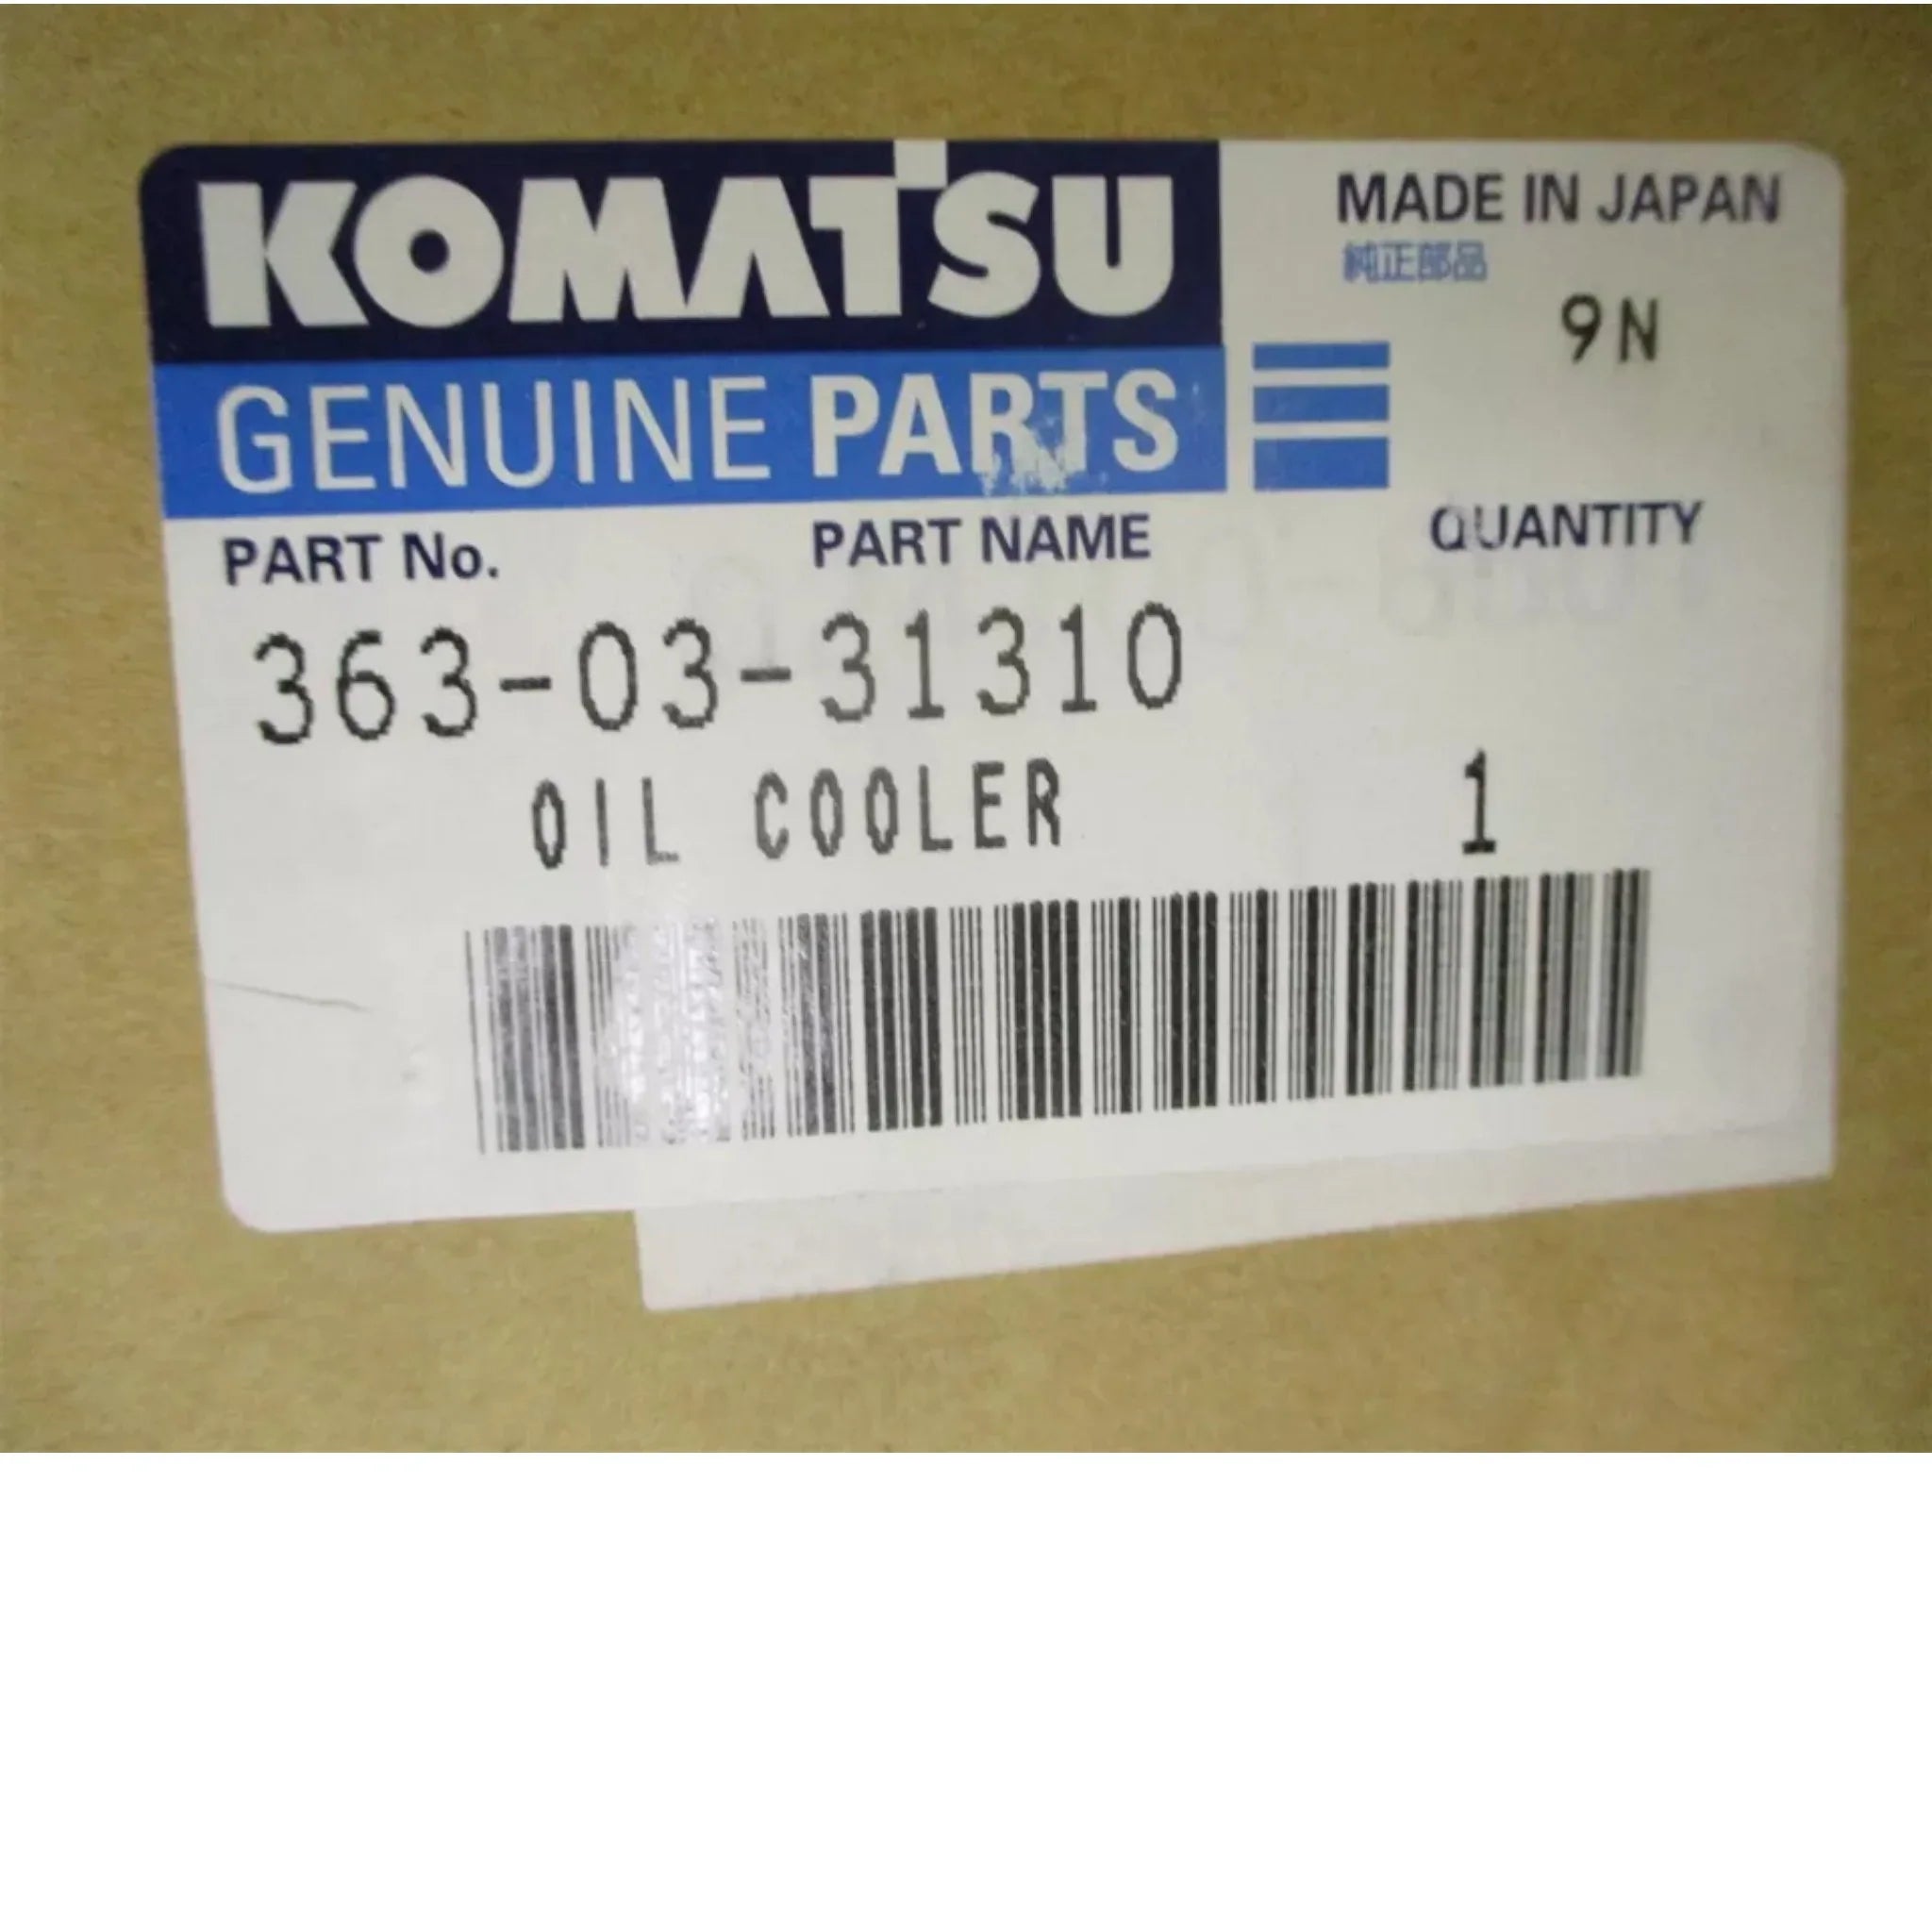 KOMATSU
MADE IN JAPAN
純正部品
9N
GENUINE PARTS
PART No. PART NAME QUANTITY
363-03-31310
OIL COOLER 1